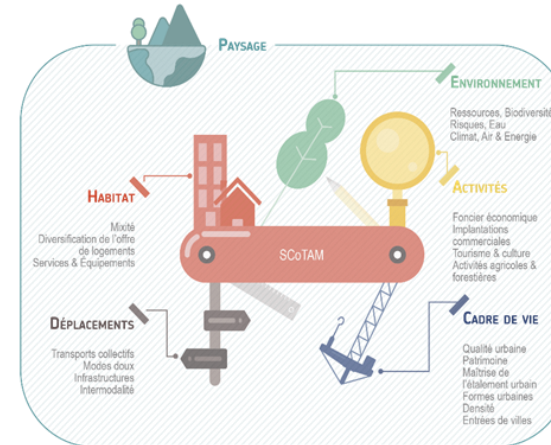 PAYSAGE
ENVIRONNEMENT
Ressources, Biodiversité
Risques, Eau
Climat, Air & Energie
HABITAT
Mixité
Diversification de l'offre
de logements
Services & Équipements
ACTIVITÉS
Foncier économique
Implantations
commerciales
Tourisme & culture
Activités agricoles &
forestières
SCoTAM
DÉPLACEMENTS
Transports collectifs
Modes doux
Infrastructures
Intermodalité
CADRE DE VIE
Qualité urbaine
Patrimoine
Maîtrise de
l'étalement urbain
Formes urbaines
Densité
Entrées de villes